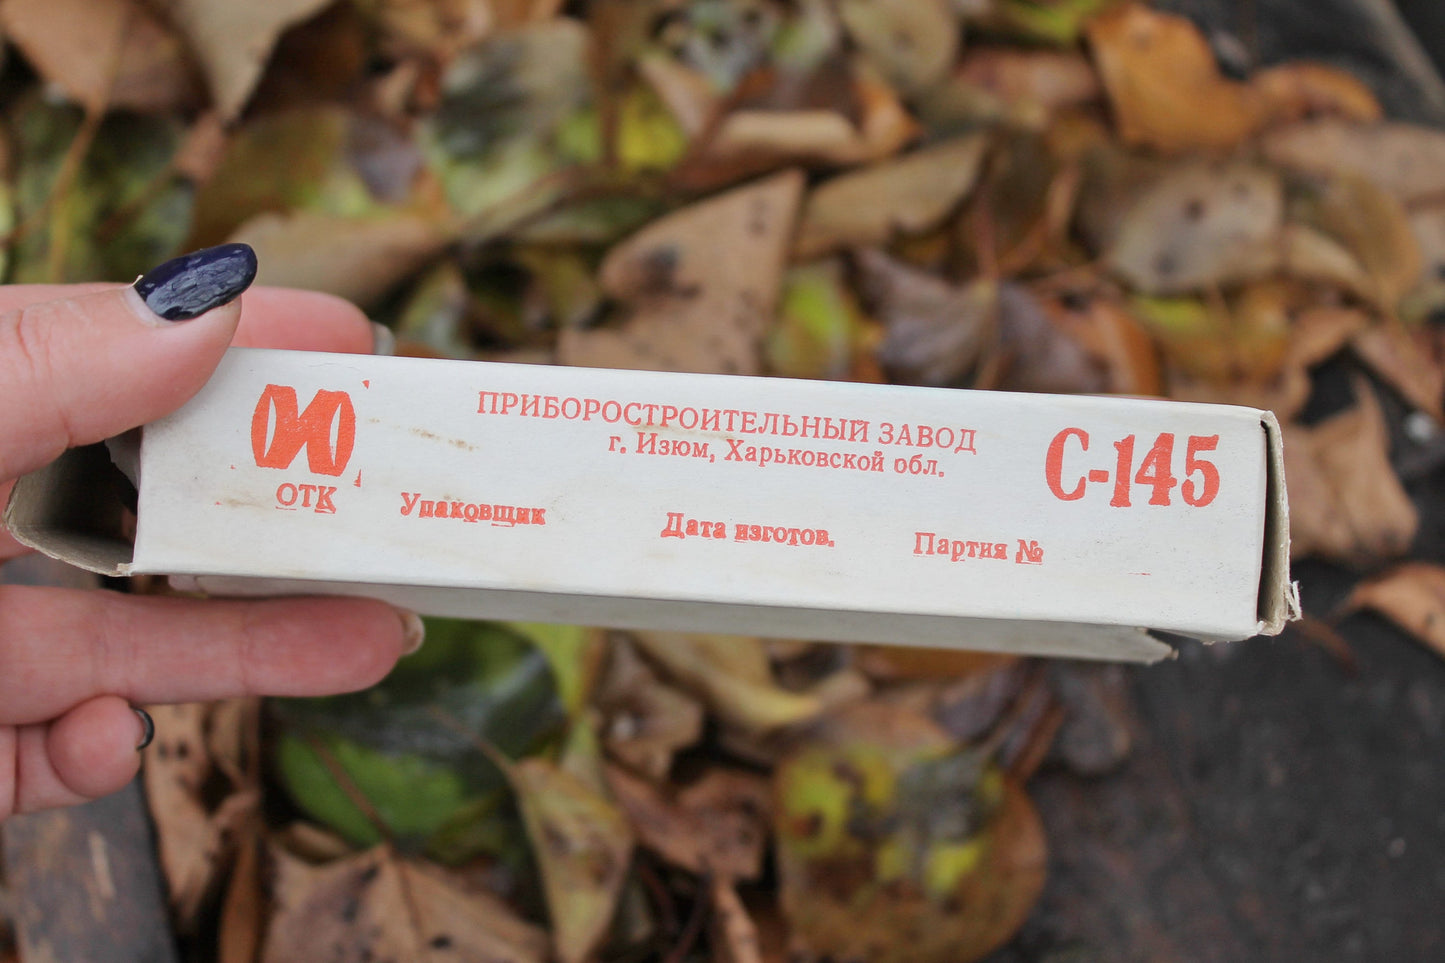 ПРИБОРОСТРОИТЕЛЬНЫЙ ЗАВОД
г. Изюм, Харьковской обл.
С-145
ОТК
Упаковщик
Дата изготов.
Партия №